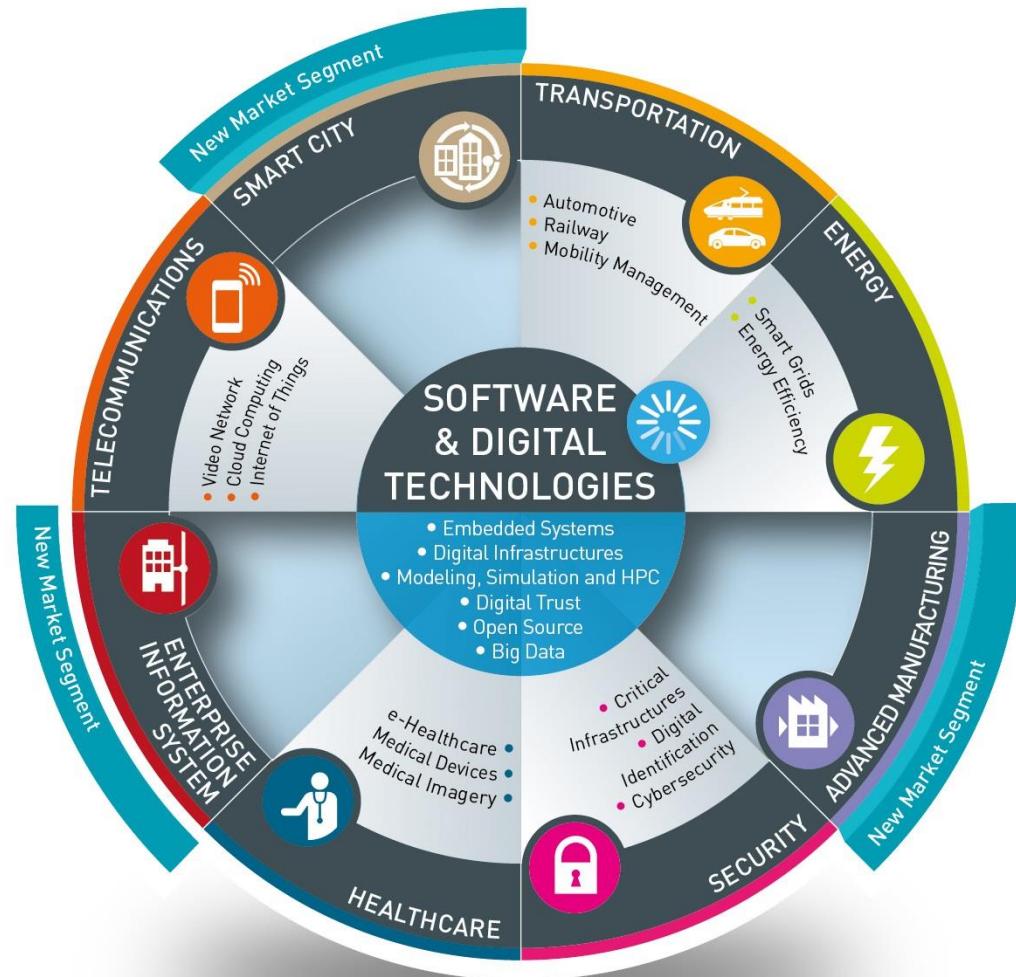 New Market Segment
SMART CITY
TRANSPORTATION
• Automotive
• Railway
• Mobility Management
ENERGY
• Smart Grids
• Energy Efficiency
TELECOMMUNICATIONS
• Video Network
• Cloud Computing
• Internet of Things
SOFTWARE
& DIGITAL
TECHNOLOGIES
• Embedded Systems
• Digital Infrastructures
• Modeling, Simulation and HPC
• Digital Trust
• Open Source
• Big Data
New Market Segment
ENTERPRISE
INFORMATION
SYSTEM
ADVANCED MANUFACTURING
New Market Segment
e-Healthcare •
Medical Devices •
Medical Imagery •
HEALTHCARE
• Critical
Infrastructures
• Digital
Identification
• Cybersecurity
SECURITY